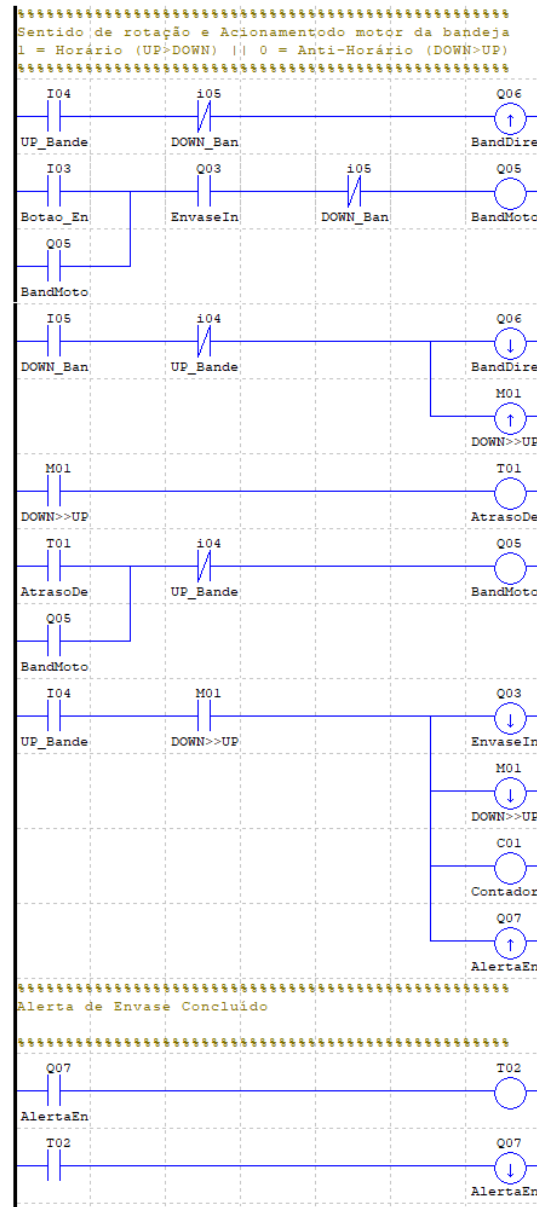 %%%%%%%%%%%%%%%%%%%%%%%%%%%%%%%%%%%%%%%%%%%%%%%%%%
Sentido de rotação e Acionamentodo motor da bandeja
1 = Horário (UP>DOWN) || 0 = Anti-Horário (DOWN>UP)
%%%%%%%%%%%%%%%%%%%%%%%%%%%%%%%%%%%%%%%%%%%%%%%%%%
I04 i05 Q06
↑
UP_Bande DOWN_Ban BandDire
I03 Q03 i05 Q05
Botao_En EnvaseIn DOWN_Ban BandMoto
Q05
BandMoto
I05 i04 Q06
↓
DOWN_Ban UP_Bande BandDire
M01
↑
DOWN>>UP
M01 T01
DOWN>>UP AtrasoDe
T01 i04 Q05
AtrasoDe UP_Bande BandMoto
Q05
BandMoto
I04 M01 Q03
↓
UP_Bande DOWN>>UP EnvaseIn
M01
↓
DOWN>>UP
C01
Contador
Q07
↑
AlertaEn
%%%%%%%%%%%%%%%%%%%%%%%%%%%%%%%%%%%%%%%%%%%%%%%%%%
Alerta de Envase Concluído
%%%%%%%%%%%%%%%%%%%%%%%%%%%%%%%%%%%%%%%%%%%%%%%%%%
Q07 T02
AlertaEn
T02 Q07
↓
AlertaEn